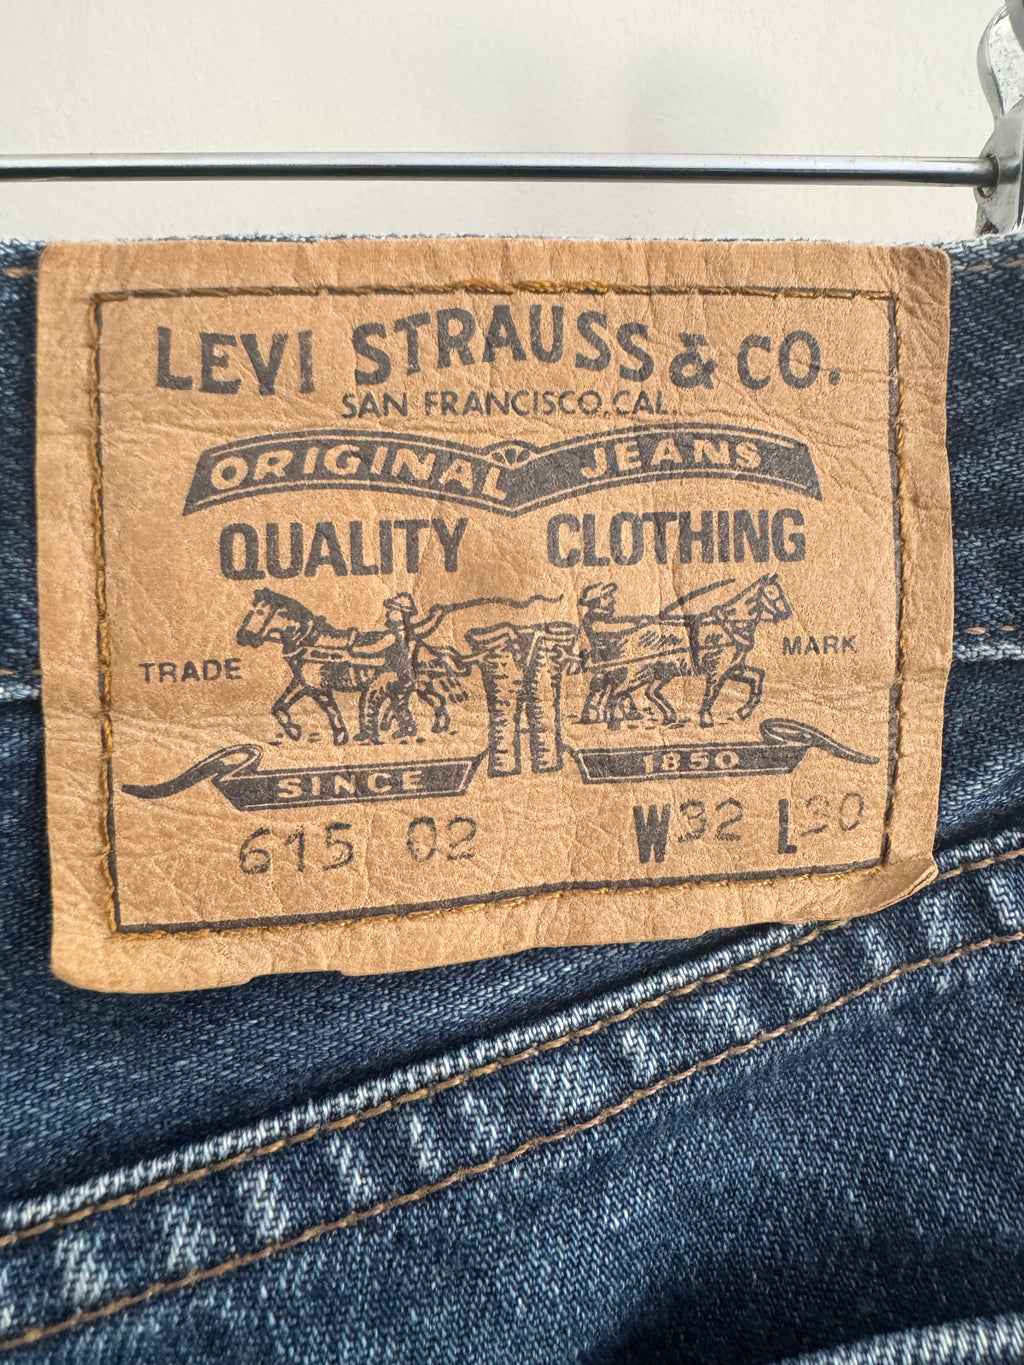 LEVI STRAUSS & CO.
SAN FRANCISCO, CAL.
ORIGINAL JEANS
QUALITY CLOTHING
TRADE MARK
SINCE 1850
615 02 W32 L30